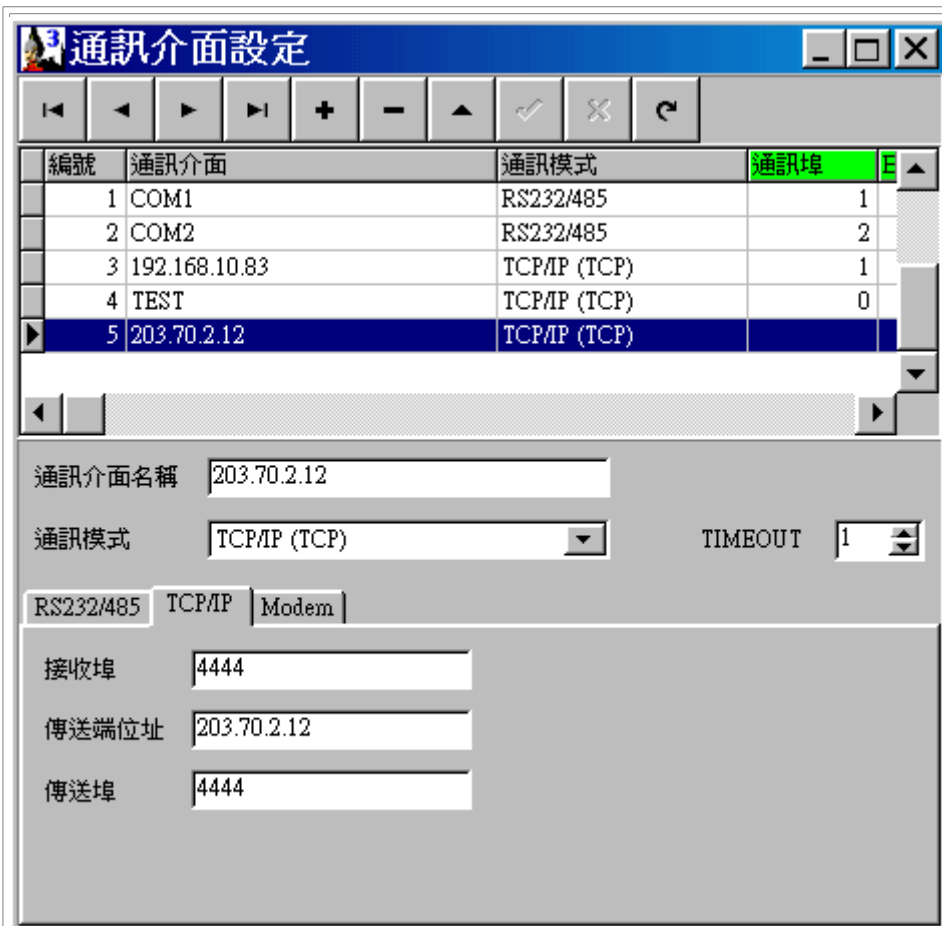 3 通訊介面設定
編號 通訊介面 通訊模式 通訊埠
1 COM1 RS232/485 1
2 COM2 RS232/485 2
3 192.168.10.83 TCP/IP (TCP) 1
4 TEST TCP/IP (TCP) 0
5 203.70.2.12 TCP/IP (TCP)
通訊介面名稱 203.70.2.12
通訊模式 TCP/IP (TCP) TIMEOUT 1
RS232/485 TCP/IP Modem
接收埠 4444
傳送端位址 203.70.2.12
傳送埠 4444